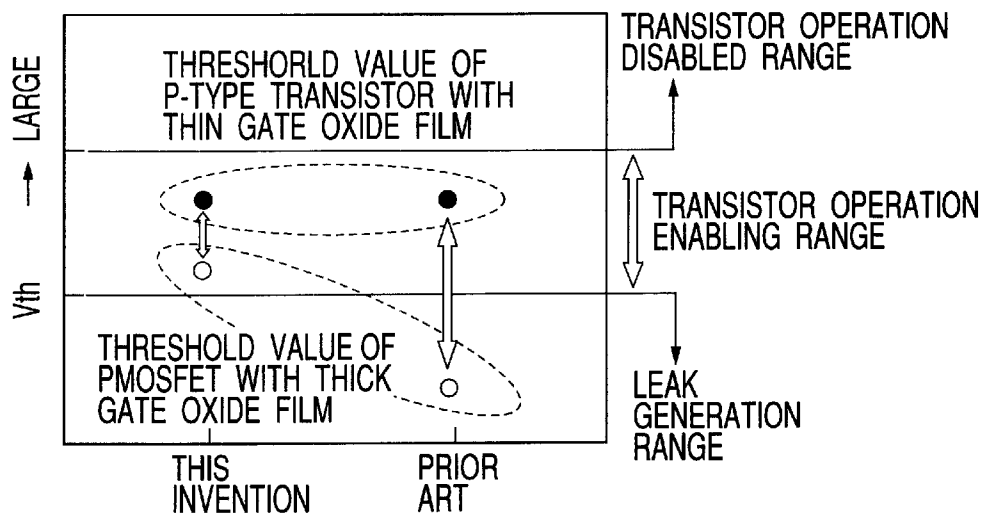 TRANSISTOR OPERATION
DISABLED RANGE
THRESHORLD VALUE OF
P-TYPE TRANSISTOR WITH
THIN GATE OXIDE FILM
LARGE
TRANSISTOR OPERATION
ENABLING RANGE
Vth
THRESHOLD VALUE OF
PMOSFET WITH THICK
GATE OXIDE FILM
LEAK
GENERATION
RANGE
THIS
INVENTION
PRIOR
ART